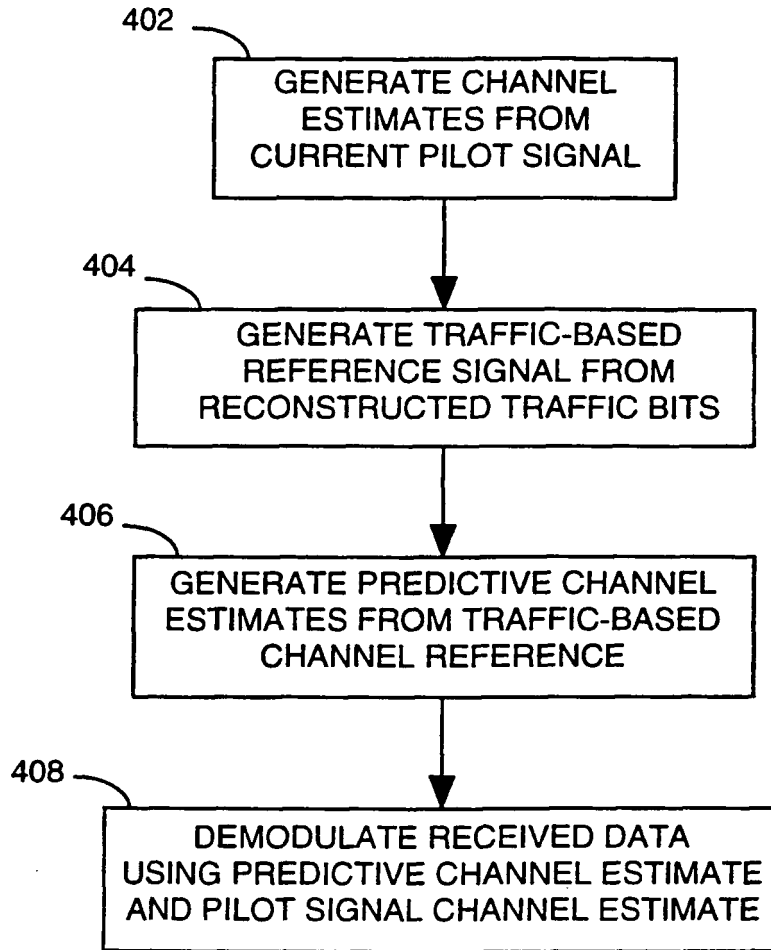 402
GENERATE CHANNEL
ESTIMATES FROM
CURRENT PILOT SIGNAL
404
GENERATE TRAFFIC-BASED
REFERENCE SIGNAL FROM
RECONSTRUCTED TRAFFIC BITS
406
GENERATE PREDICTIVE CHANNEL
ESTIMATES FROM TRAFFIC-BASED
CHANNEL REFERENCE
408
DEMODULATE RECEIVED DATA
USING PREDICTIVE CHANNEL ESTIMATE
AND PILOT SIGNAL CHANNEL ESTIMATE